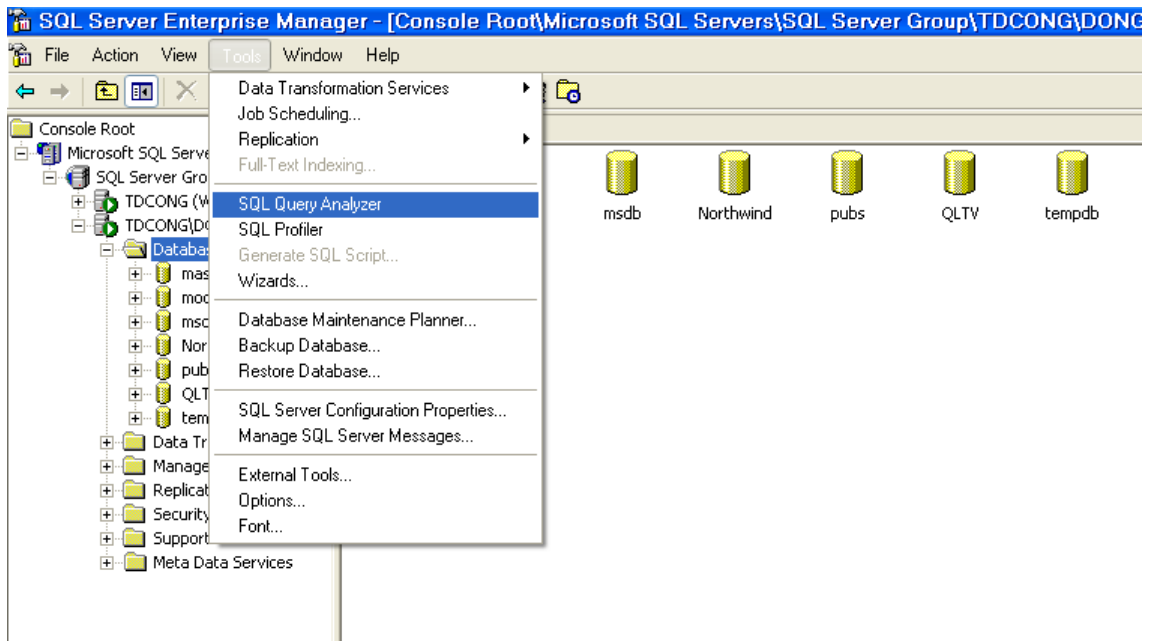 SQL Server Enterprise Manager - [Console Root\Microsoft SQL Servers\SQL Server Group\TDCONG\DONG
File Action View Tools Window Help
Console Root
Microsoft SQL Serve
SQL Server Gro
TDCONG (W
TDCONG\DO
Databa
mas
mod
msd
Nor
pub
QLT
tem
Data Tr
Manage
Replicat
Security
Support
Meta Data Services
Data Transformation Services
Job Scheduling...
Replication
Full-Text Indexing...
SQL Query Analyzer
SQL Profiler
Generate SQL Script...
Wizards...
Database Maintenance Planner...
Backup Database...
Restore Database...
SQL Server Configuration Properties...
Manage SQL Server Messages...
External Tools...
Options...
Font...
msdb Northwind pubs QLTV tempdb